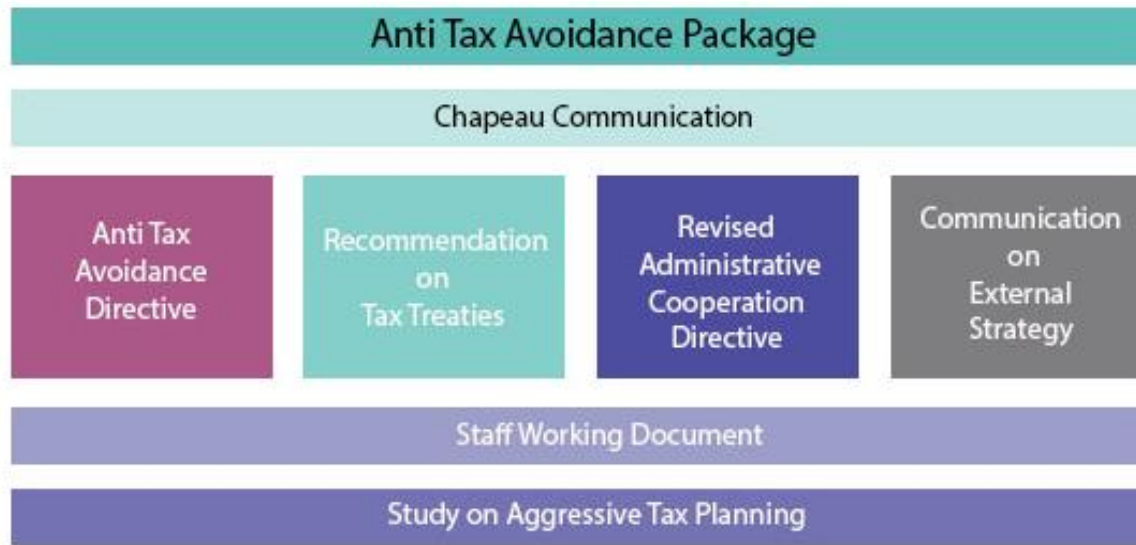 Anti Tax Avoidance Package
Chapeau Communication
Anti Tax
Avoidance
Directive
Recommendation
on
Tax Treaties
Revised
Administrative
Cooperation
Directive
Communication
on
External
Strategy
Staff Working Document
Study on Aggressive Tax Planning